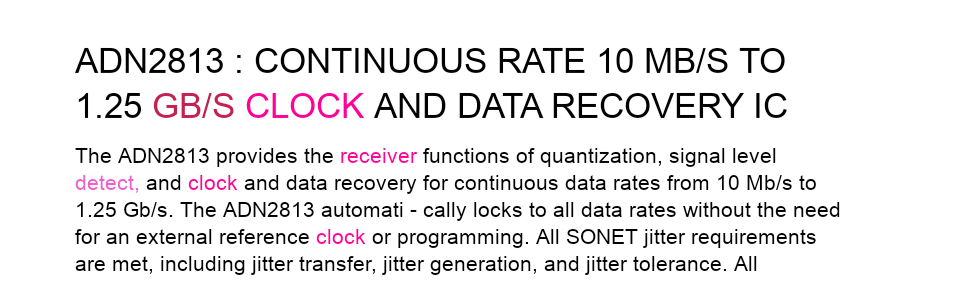 ADN2813 : CONTINUOUS RATE 10 MB/S TO
1.25 GB/S CLOCK AND DATA RECOVERY IC
The ADN2813 provides the receiver functions of quantization, signal level
detect, and clock and data recovery for continuous data rates from 10 Mb/s to
1.25 Gb/s. The ADN2813 automati - cally locks to all data rates without the need
for an external reference clock or programming. All SONET jitter requirements
are met, including jitter transfer, jitter generation, and jitter tolerance. All